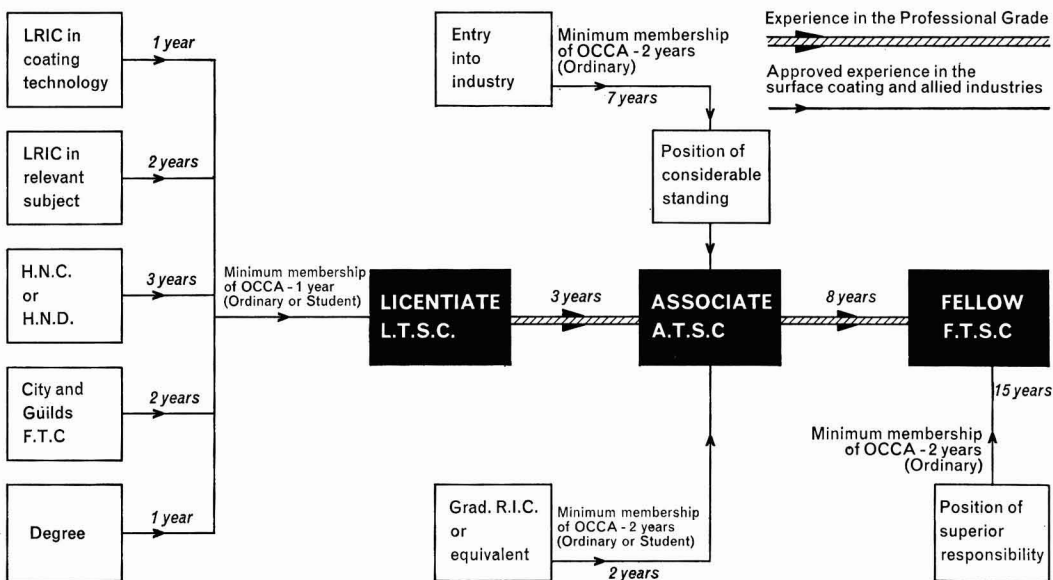 LRIC in
coating
technology
1 year
LRIC in
relevant
subject
2 years
H.N.C.
or
H.N.D.
3 years
City and
Guilds
F.T.C
2 years
Degree
1 year
Minimum membership
of OCCA - 1 year
(Ordinary or Student)
LICENTIATE
L.T.S.C.
3 years
Entry
into
industry
Minimum membership
of OCCA - 2 years
(Ordinary)
7 years
Position of
considerable
standing
ASSOCIATE
A.T.S.C
Grad. R.I.C.
or
equivalent
Minimum membership
of OCCA - 2 years
(Ordinary or Student)
2 years
8 years
FELLOW
F.T.S.C
15 years
Minimum membership
of OCCA - 2 years
(Ordinary)
Position of
superior
responsibility
Experience in the Professional Grade
Approved experience in the
surface coating and allied industries